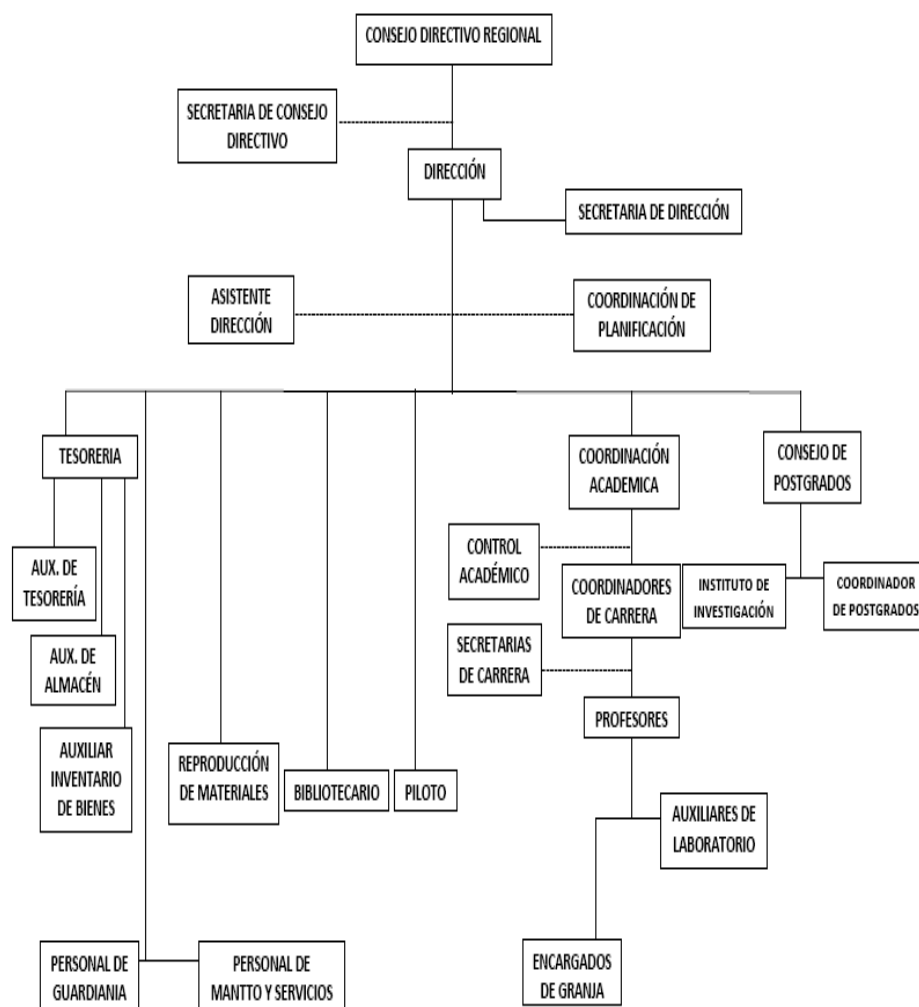 CONSEJO DIRECTIVO REGIONAL
SECRETARIA DE CONSEJO
DIRECTIVO
DIRECCIÓN
SECRETARIA DE DIRECCIÓN
ASISTENTE
DIRECCIÓN
COORDINACIÓN DE
PLANIFICACIÓN
TESORERIA
COORDINACIÓN
ACADEMICA
CONSEJO DE
POSTGRADOS
CONTROL
ACADÉMICO
AUX. DE
TESORERÍA
COORDINADORES
DE CARRERA
INSTITUTO DE
INVESTIGACIÓN
COORDINADOR
DE POSTGRADOS
AUX. DE
ALMACÉN
SECRETARIAS
DE CARRERA
PROFESORES
AUXILIAR
INVENTARIO
DE BIENES
REPRODUCCIÓN
DE MATERIALES
BIBLIOTECARIO
PILOTO
AUXILIARES DE
LABORATORIO
PERSONAL DE
GUARDIANIA
PERSONAL DE
MANTTO Y SERVICIOS
ENCARGADOS
DE GRANJA